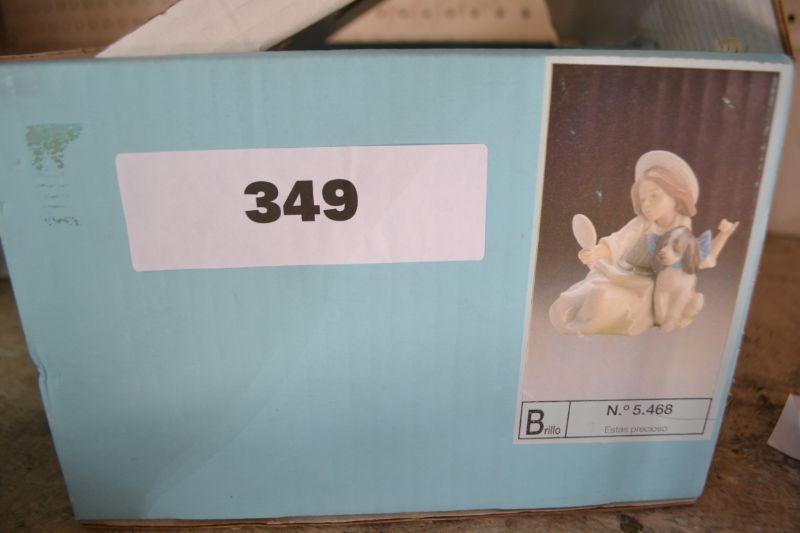 349
Brillo
N.º 5.468
Estás precioso